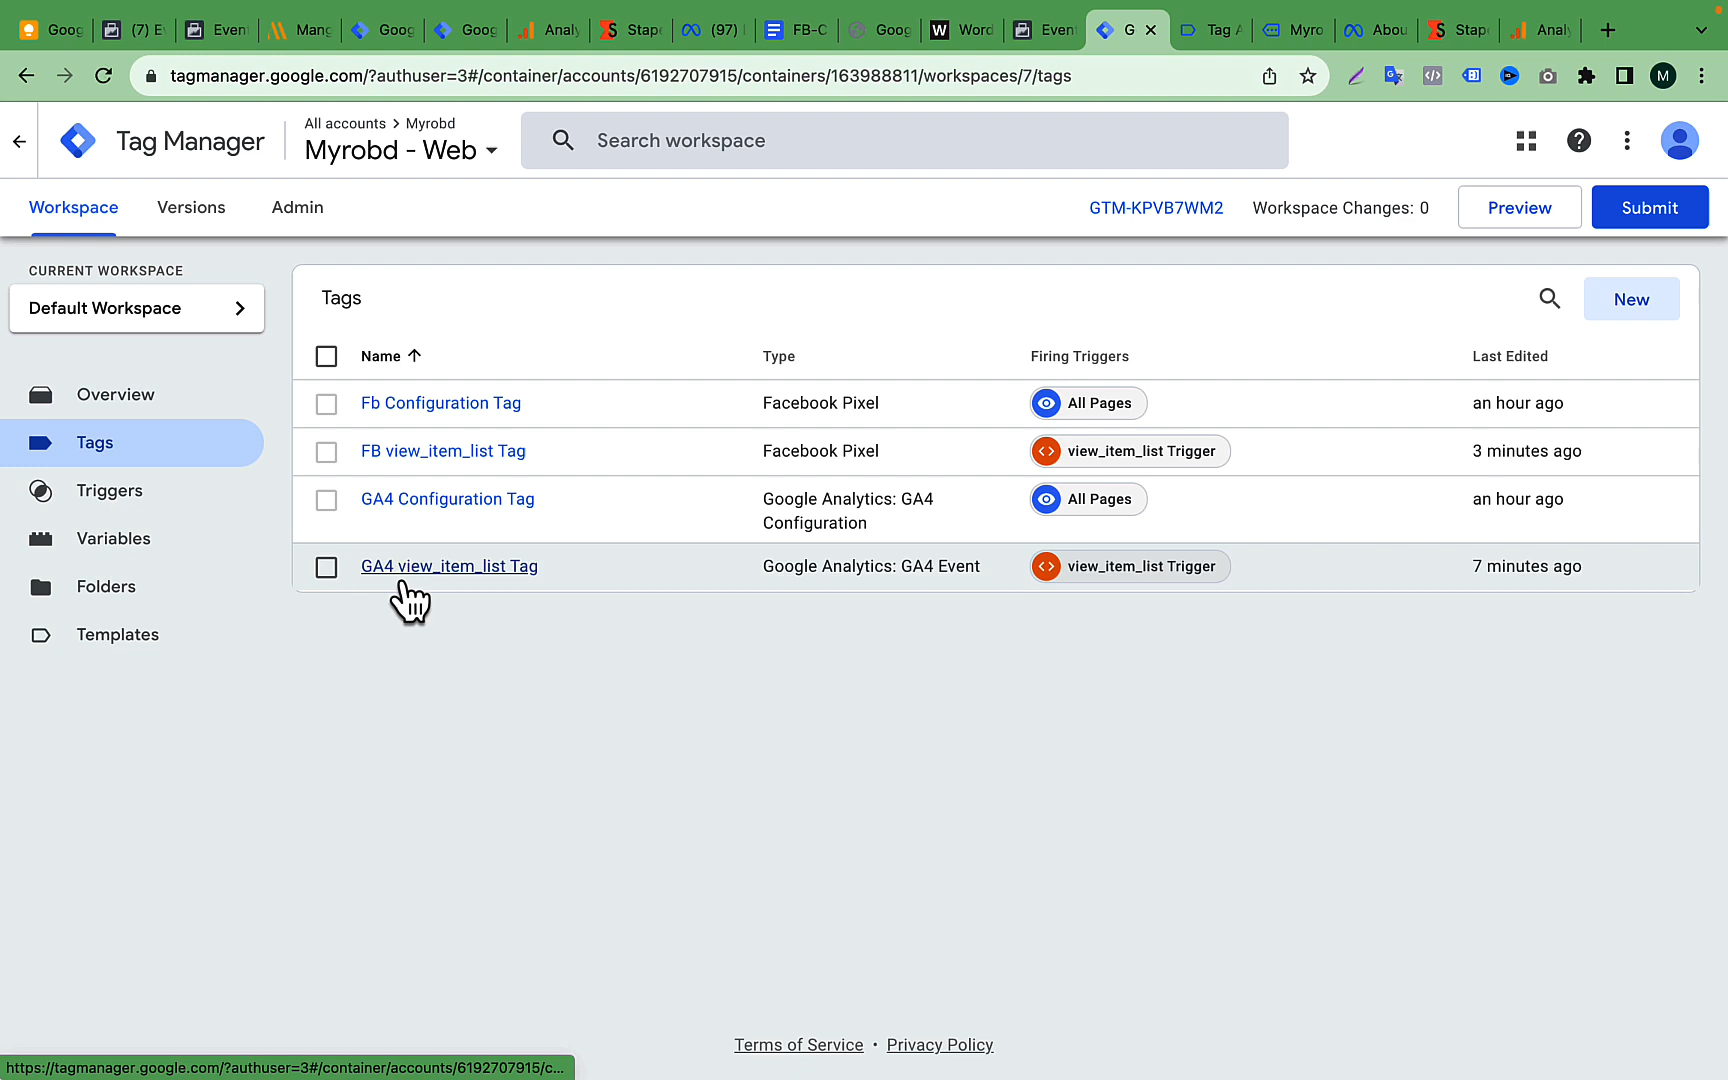 Goog
(7) E
Event
Mang
Goog
Goog
Analy
Stap
(97)
FB-C
Goog
W
Word
Event
G
Tag A
Myro
Abou
Stap
Analy
tagmanager.google.com/?authuser=3#/container/accounts/6192707915/containers/163988811/workspaces/7/tags
M
Tag Manager
All accounts > Myrobd
Myrobd - Web
Search workspace
Workspace
Versions
Admin
GTM-KPVB7WM2
Workspace Changes: 0
Preview
Submit
CURRENT WORKSPACE
Default Workspace
Overview
Tags
Triggers
Variables
Folders
Templates
Tags
New
Name
Type
Firing Triggers
Last Edited
Fb Configuration Tag
Facebook Pixel
All Pages
an hour ago
FB view_item_list Tag
Facebook Pixel
view_item_list Trigger
3 minutes ago
GA4 Configuration Tag
Google Analytics: GA4
Configuration
All Pages
an hour ago
GA4 view_item_list Tag
Google Analytics: GA4 Event
view_item_list Trigger
7 minutes ago
Terms of Service • Privacy Policy
https://tagmanager.google.com/?authuser=3#/container/accounts/6192707915/c...